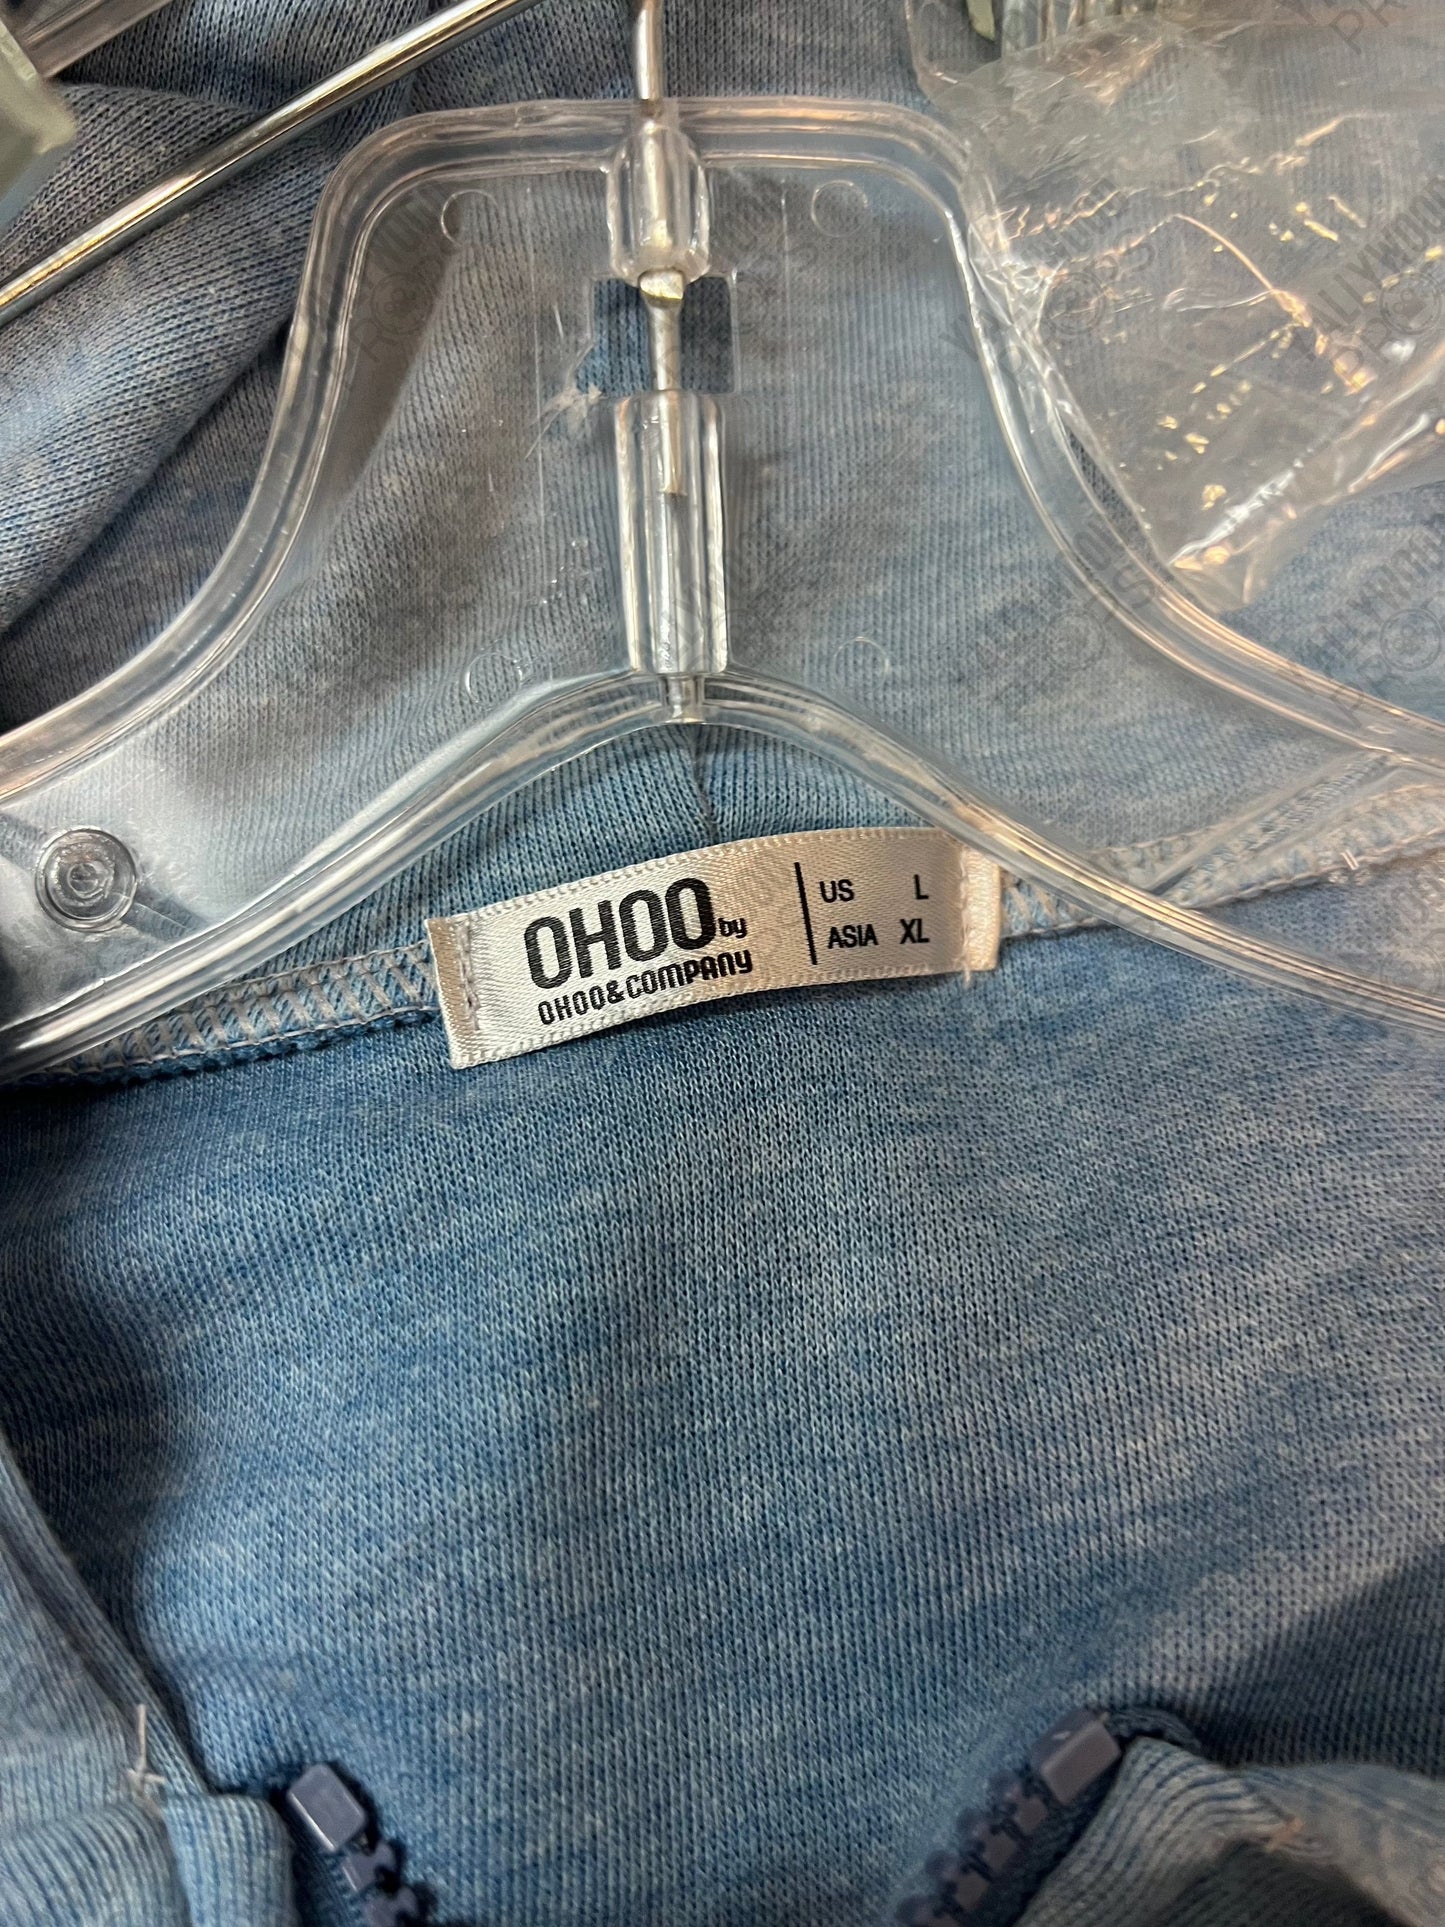 OHOO by
OHOO&COMPANY
US L
ASIA XL